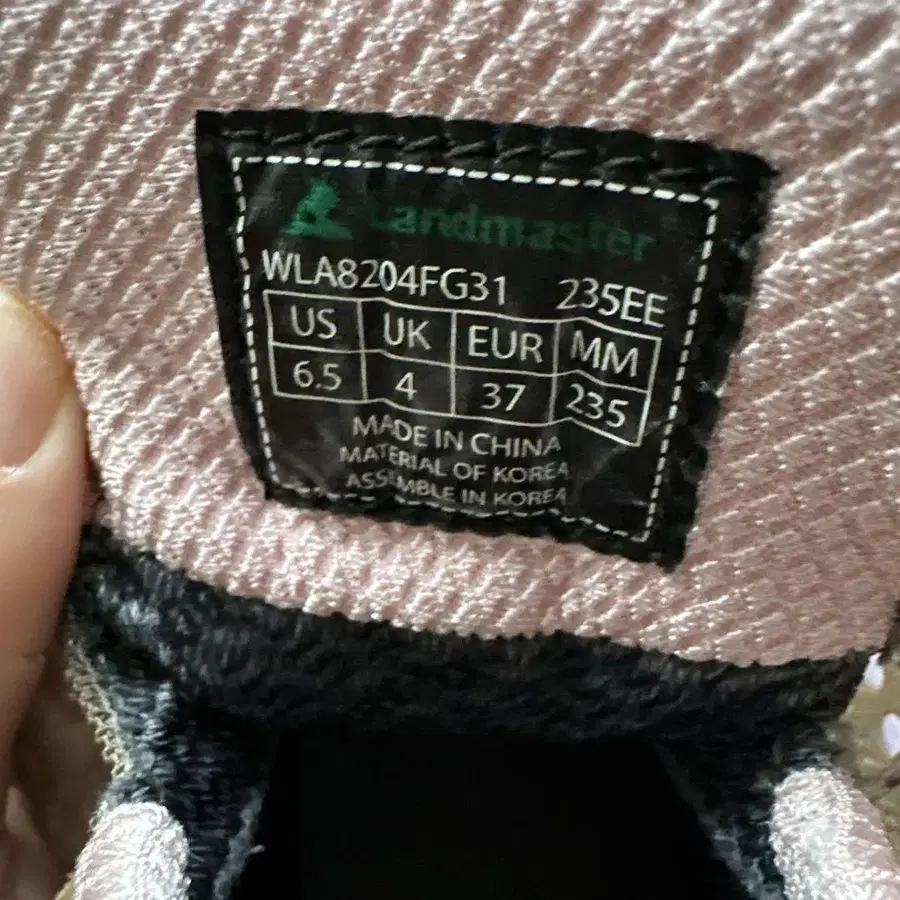 Landmaster
WLA8204FG31 235EE
US UK EUR MM
6.5 4 37 235
MADE IN CHINA
MATERIAL OF KOREA
ASSEMBLE IN KOREA